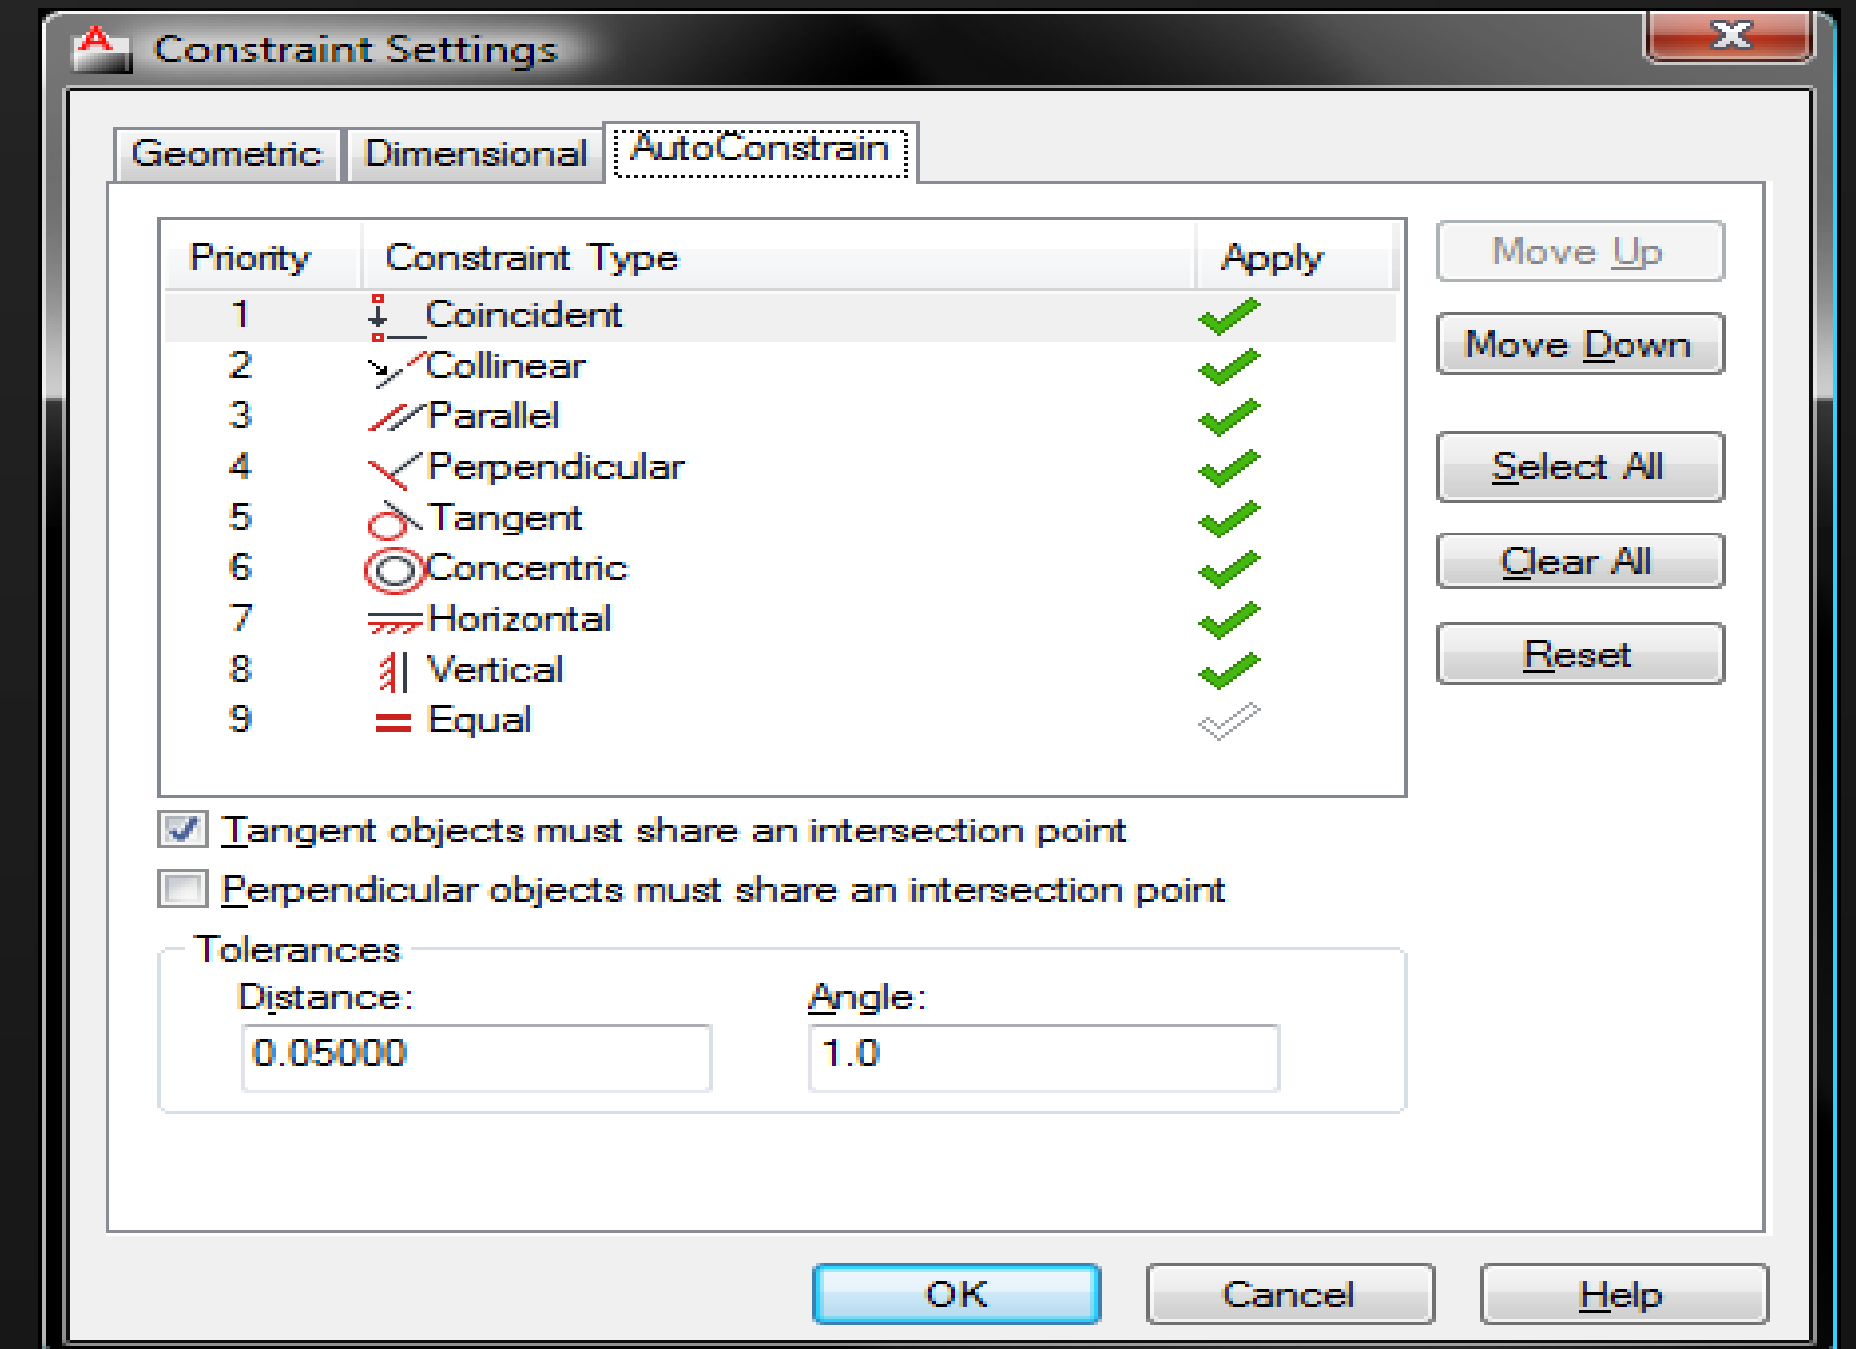 Constraint Settings
Geometric Dimensional AutoConstrain
Priority Constraint Type Apply
1 Coincident
2 Collinear
3 Parallel
4 Perpendicular
5 Tangent
6 Concentric
7 Horizontal
8 Vertical
9 Equal
Move Up
Move Down
Select All
Clear All
Reset
Tangent objects must share an intersection point
Perpendicular objects must share an intersection point
Tolerances
Distance: Angle:
0.05000 1.0
OK Cancel Help